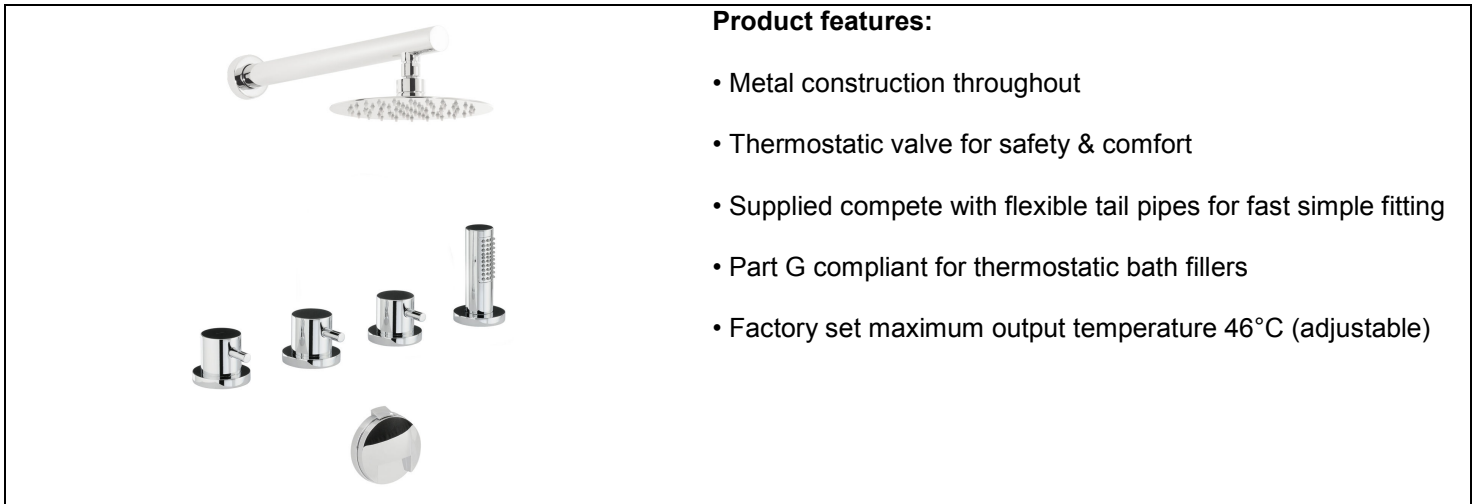 Product features:
• Metal construction throughout
• Thermostatic valve for safety & comfort
• Supplied compete with flexible tail pipes for fast simple fitting
• Part G compliant for thermostatic bath fillers
• Factory set maximum output temperature 46°C (adjustable)